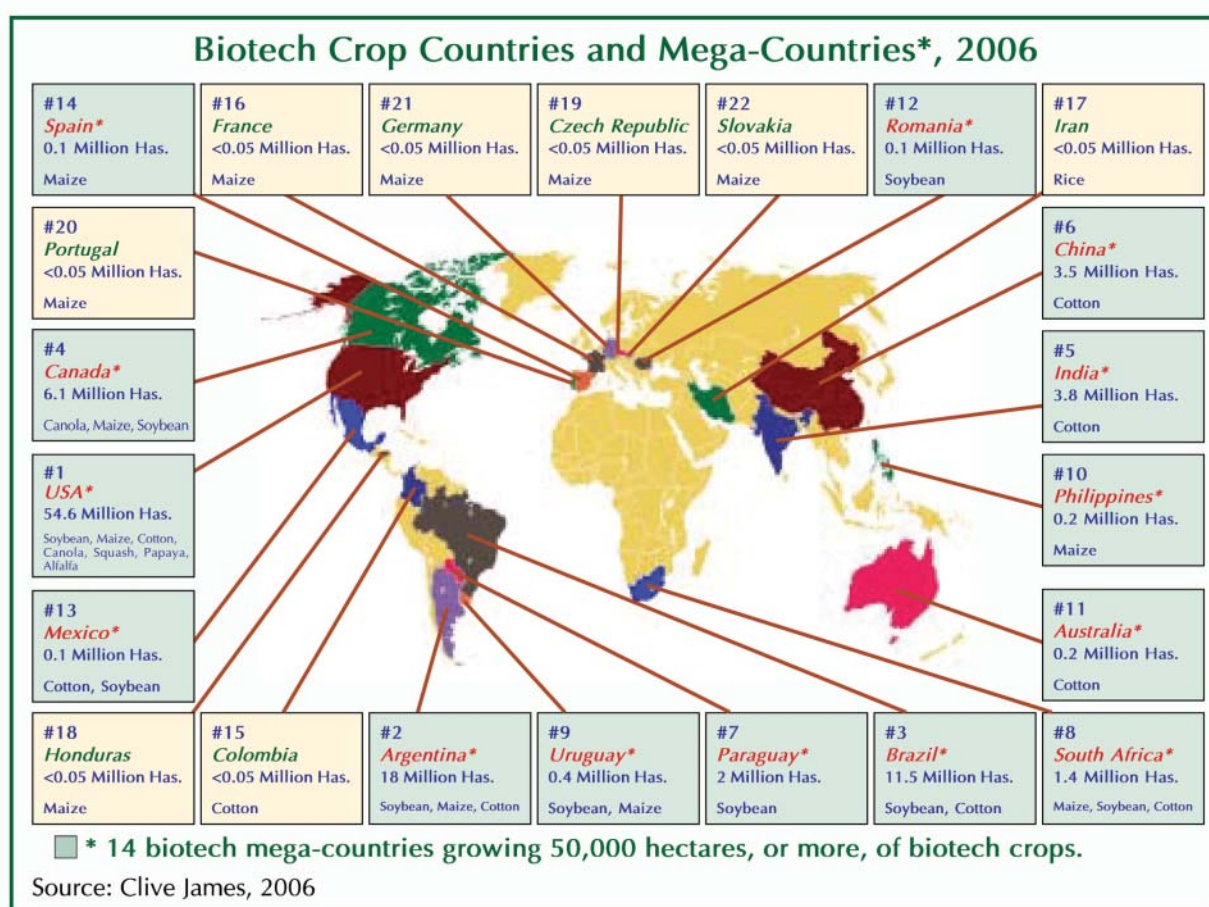 Biotech Crop Countries and Mega-Countries*, 2006
#14
Spain*
0.1 Million Has.
Maize
#16
France
<0.05 Million Has.
Maize
#21
Germany
<0.05 Million Has.
Maize
#19
Czech Republic
<0.05 Million Has.
Maize
#22
Slovakia
<0.05 Million Has.
Maize
#12
Romania*
0.1 Million Has.
Soybean
#17
Iran
<0.05 Million Has.
Rice
#20
Portugal
<0.05 Million Has.
Maize
#6
China*
3.5 Million Has.
Cotton
#4
Canada*
6.1 Million Has.
Canola, Maize, Soybean
#5
India*
3.8 Million Has.
Cotton
#1
USA*
54.6 Million Has.
Soybean, Maize, Cotton,
Canola, Squash, Papaya,
Alfalfa
#10
Philippines*
0.2 Million Has.
Maize
#13
Mexico*
0.1 Million Has.
Cotton, Soybean
#11
Australia*
0.2 Million Has.
Cotton
#18
Honduras
<0.05 Million Has.
Maize
#15
Colombia
<0.05 Million Has.
Cotton
#2
Argentina*
18 Million Has.
Soybean, Maize, Cotton
#9
Uruguay*
0.4 Million Has.
Soybean, Maize
#7
Paraguay*
2 Million Has.
Soybean
#3
Brazil*
11.5 Million Has.
Soybean, Cotton
#8
South Africa*
1.4 Million Has.
Maize, Soybean, Cotton
* 14 biotech mega-countries growing 50,000 hectares, or more, of biotech crops.
Source: Clive James, 2006